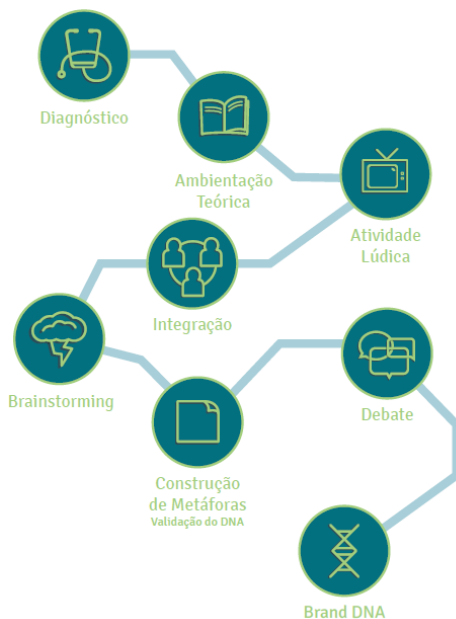 Diagnóstico
Ambientação
Teórica
Atividade
Lúdica
Integração
Brainstorming
Construção
de Metáforas
Validação do DNA
Debate
Brand DNA